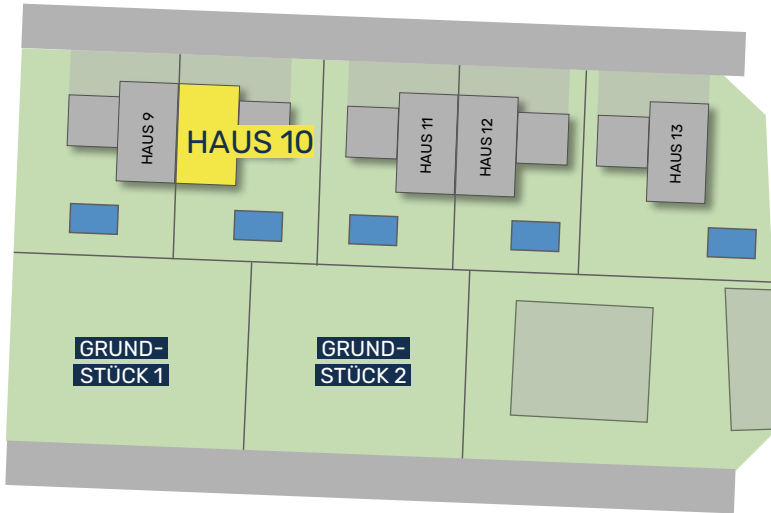 HAUS 9
HAUS 10
HAUS 11
HAUS 12
HAUS 13
GRUND-
STÜCK 1
GRUND-
STÜCK 2